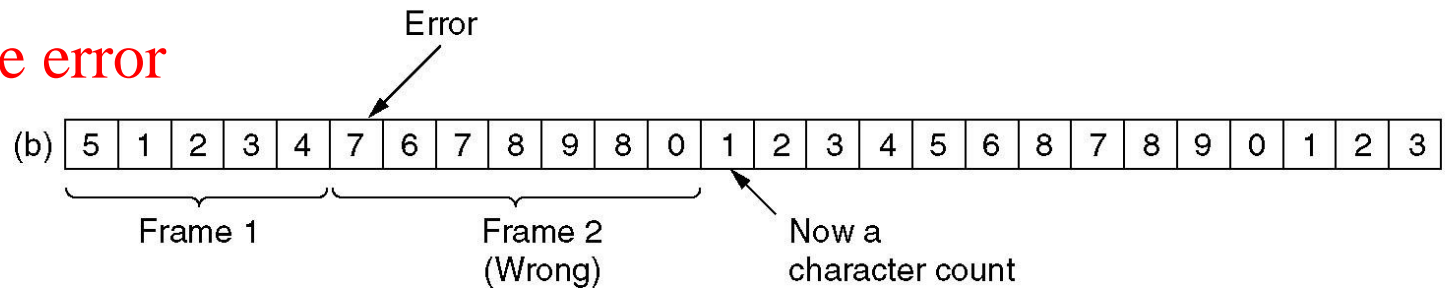 Error
e error
(b) 5 1 2 3 4 7 6 7 8 9 8 0 1 2 3 4 5 6 8 7 8 9 0 1 2 3
Frame 1
Frame 2
(Wrong)
Now a
character count